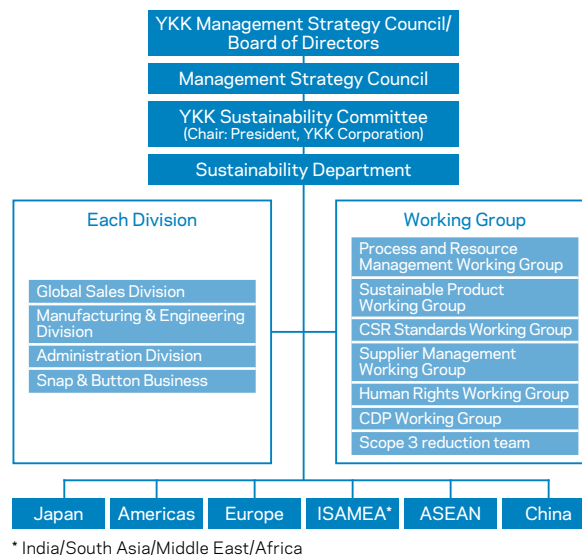 YKK Management Strategy Council/
Board of Directors
Management Strategy Council
YKK Sustainability Committee
(Chair: President, YKK Corporation)
Sustainability Department
Each Division
Global Sales Division
Manufacturing & Engineering
Division
Administration Division
Snap & Button Business
Working Group
Process and Resource
Management Working Group
Sustainable Product
Working Group
CSR Standards Working Group
Supplier Management
Working Group
Human Rights Working Group
CDP Working Group
Scope 3 reduction team
Japan
Americas
Europe
ISAMEA*
ASEAN
China
* India/South Asia/Middle East/Africa